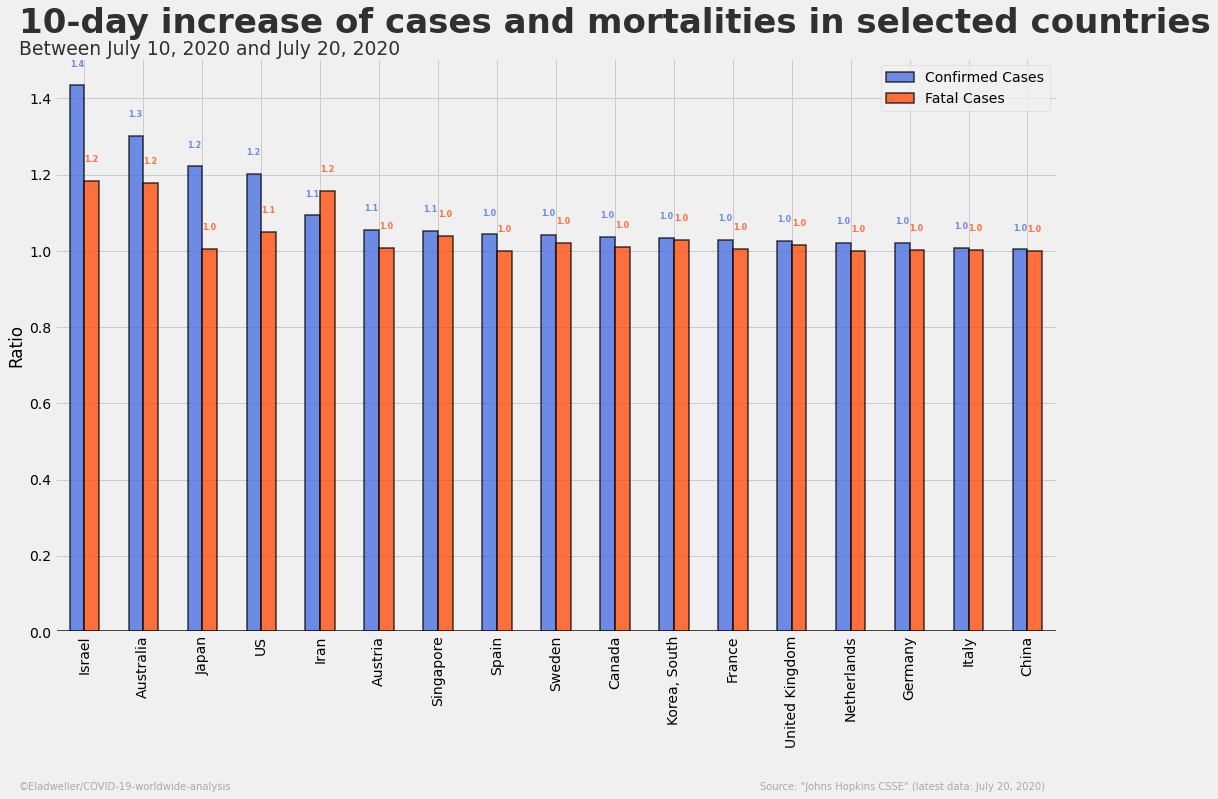 10-day increase of cases and mortalities in selected countries
Between July 10, 2020 and July 20, 2020
Confirmed Cases
Fatal Cases
Ratio
1.4
1.2
1.0
0.8
0.6
0.4
0.2
0.0
1.4 1.2 1.3 1.2 1.2 1.0 1.2 1.1 1.1 1.2 1.1 1.0 1.1 1.0 1.0 1.0 1.0 1.0 1.0 1.0 1.0 1.0 1.0 1.0 1.0 1.0 1.0 1.0 1.0 1.0 1.0 1.0 1.0 1.0
Israel
Australia
Japan
US
Iran
Austria
Singapore
Spain
Sweden
Canada
Korea, South
France
United Kingdom
Netherlands
Germany
Italy
China
©Eladweller/COVID-19-worldwide-analysis
Source: "Johns Hopkins CSSE" (latest data: July 20, 2020)